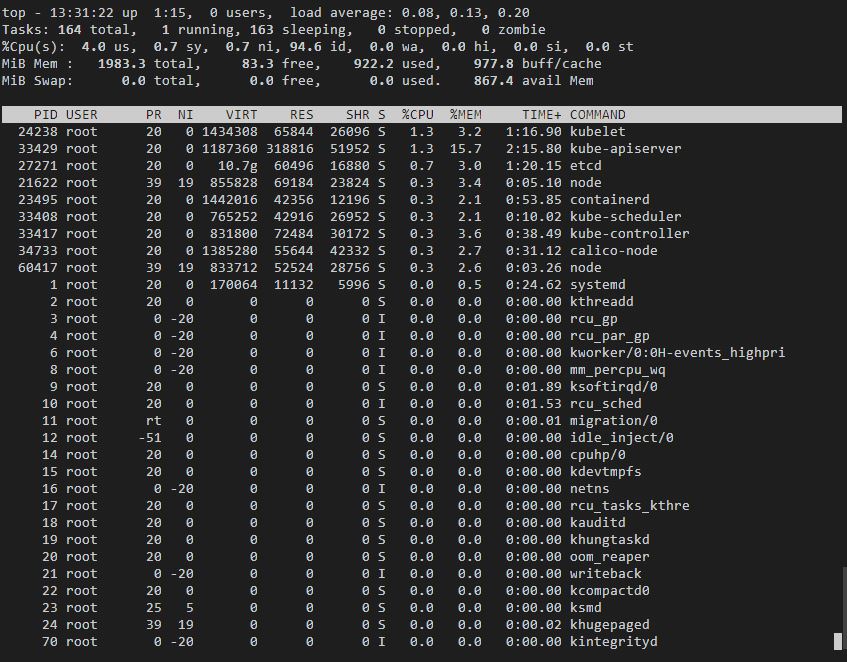 top - 13:31:22 up  1:15,  0 users,  load average: 0.08, 0.13, 0.20
Tasks: 164 total,   1 running, 163 sleeping,   0 stopped,   0 zombie
%Cpu(s):  4.0 us,  0.7 sy,  0.7 ni, 94.6 id,  0.0 wa,  0.0 hi,  0.0 si,  0.0 st
MiB Mem :   1983.3 total,     83.3 free,    922.2 used,    977.8 buff/cache
MiB Swap:      0.0 total,      0.0 free,      0.0 used.    867.4 avail Mem
PID USER      PR  NI    VIRT    RES    SHR S  %CPU  %MEM     TIME+ COMMAND
24238 root      20   0 1434308  65844  26096 S   1.3   3.2   1:16.90 kubelet
33429 root      20   0 1187360 318816  51952 S   1.3  15.7   2:15.80 kube-apiserver
27271 root      20   0   10.7g  60496  16880 S   0.7   3.0   1:20.15 etcd
21622 root      39  19  855828  69184  23824 S   0.3   3.4   0:05.10 node
23495 root      20   0 1442016  42356  12196 S   0.3   2.1   0:53.85 containerd
33408 root      20   0  765252  42916  26952 S   0.3   2.1   0:10.02 kube-scheduler
33417 root      20   0  831800  72484  30172 S   0.3   3.6   0:38.49 kube-controller
34733 root      20   0 1385280  55644  42332 S   0.3   2.7   0:31.12 calico-node
60417 root      39  19  833712  52524  28756 S   0.3   2.6   0:03.26 node
1 root      20   0  170064  11132   5996 S   0.0   0.5   0:24.62 systemd
2 root      20   0       0      0      0 S   0.0   0.0   0:00.00 kthreadd
3 root       0 -20       0      0      0 I   0.0   0.0   0:00.00 rcu_gp
4 root       0 -20       0      0      0 I   0.0   0.0   0:00.00 rcu_par_gp
6 root       0 -20       0      0      0 I   0.0   0.0   0:00.00 kworker/0:0H-events_highpri
8 root       0 -20       0      0      0 I   0.0   0.0   0:00.00 mm_percpu_wq
9 root      20   0       0      0      0 S   0.0   0.0   0:01.89 ksoftirqd/0
10 root      20   0       0      0      0 I   0.0   0.0   0:01.53 rcu_sched
11 root      rt   0       0      0      0 S   0.0   0.0   0:00.01 migration/0
12 root     -51   0       0      0      0 S   0.0   0.0   0:00.00 idle_inject/0
14 root      20   0       0      0      0 S   0.0   0.0   0:00.00 cpuhp/0
15 root      20   0       0      0      0 S   0.0   0.0   0:00.00 kdevtmpfs
16 root       0 -20       0      0      0 I   0.0   0.0   0:00.00 netns
17 root      20   0       0      0      0 S   0.0   0.0   0:00.00 rcu_tasks_kthre
18 root      20   0       0      0      0 S   0.0   0.0   0:00.00 kauditd
19 root      20   0       0      0      0 S   0.0   0.0   0:00.00 khungtaskd
20 root      20   0       0      0      0 S   0.0   0.0   0:00.00 oom_reaper
21 root       0 -20       0      0      0 I   0.0   0.0   0:00.00 writeback
22 root      20   0       0      0      0 S   0.0   0.0   0:00.00 kcompactd0
23 root      25   5       0      0      0 S   0.0   0.0   0:00.00 ksmd
24 root      39  19       0      0      0 S   0.0   0.0   0:00.02 khugepaged
70 root       0 -20       0      0      0 I   0.0   0.0   0:00.00 kintegrityd